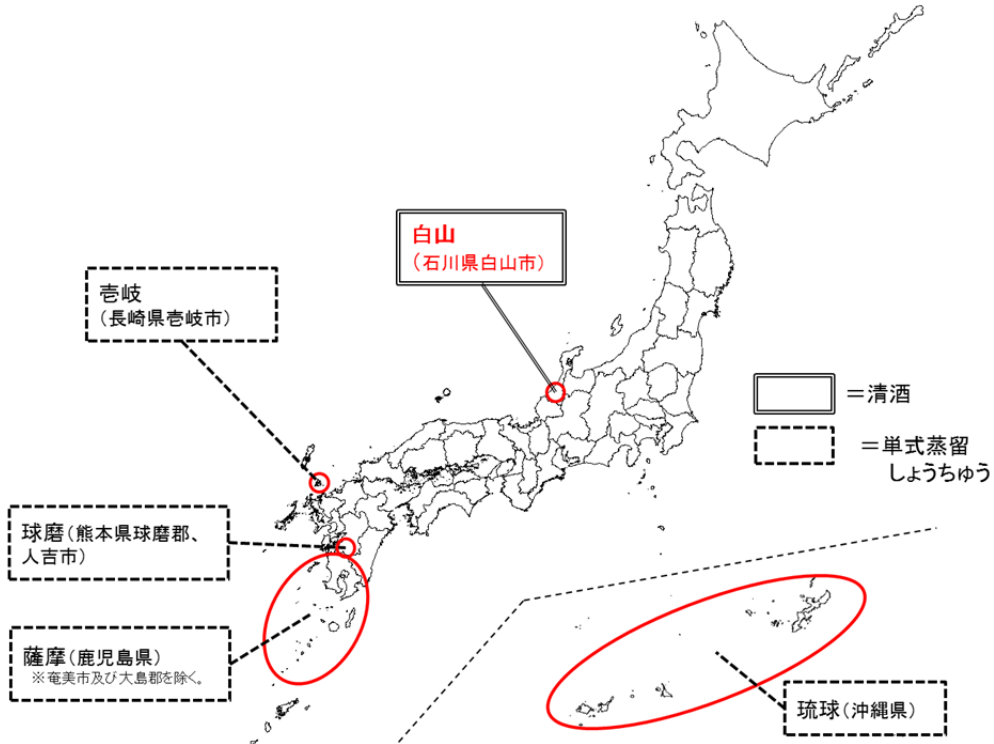 白山
（石川県白山市）
壱岐
（長崎県壱岐市）
＝清酒
＝単式蒸留
しょうちゅう
球磨（熊本県球磨郡、
人吉市）
薩摩（鹿児島県）
※奄美市及び大島郡を除く。
琉球（沖縄県）